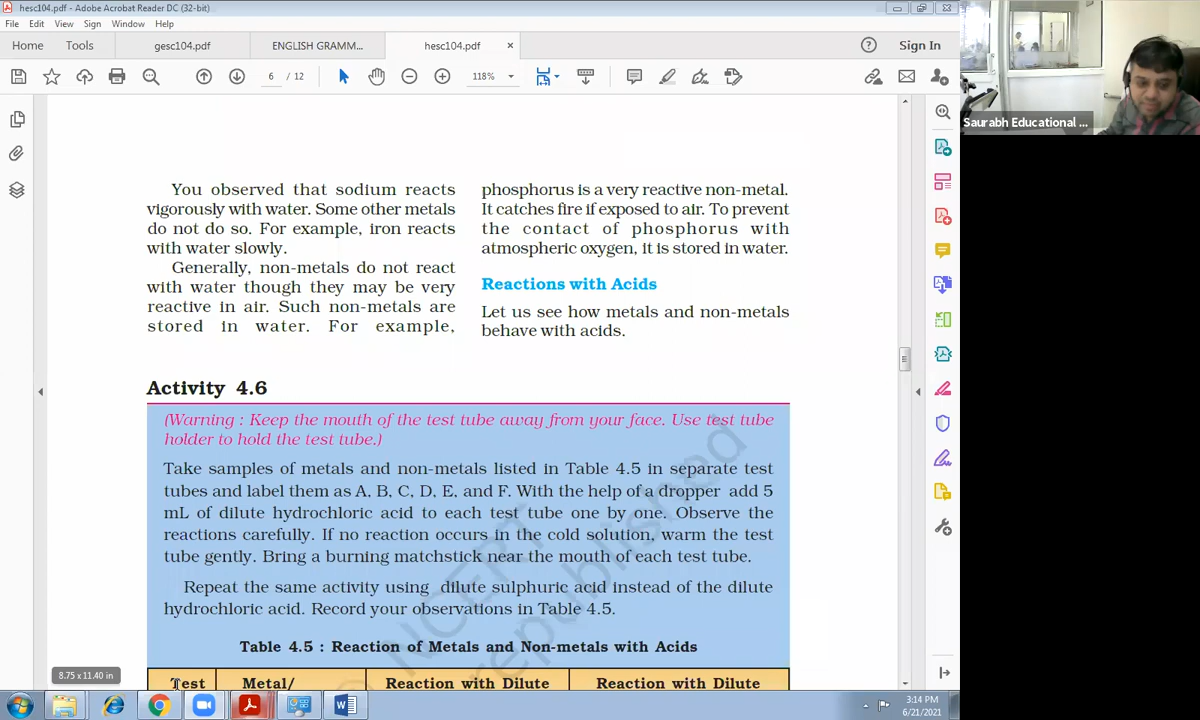 hesc104.pdf - Adobe Acrobat Reader DC (32-bit)
File Edit View Sign Window Help
Home Tools gesc104.pdf ENGLISH GRAMM... hesc104.pdf × Sign In
6 / 12 118%
Saurabh Educational ...
You observed that sodium reacts
vigorously with water. Some other metals
do not do so. For example, iron reacts
with water slowly.
Generally, non-metals do not react
with water though they may be very
reactive in air. Such non-metals are
stored in water. For example,
phosphorus is a very reactive non-metal.
It catches fire if exposed to air. To prevent
the contact of phosphorus with
atmospheric oxygen, it is stored in water.
Reactions with Acids
Let us see how metals and non-metals
behave with acids.
Activity 4.6
(Warning : Keep the mouth of the test tube away from your face. Use test tube
holder to hold the test tube.)
Take samples of metals and non-metals listed in Table 4.5 in separate test
tubes and label them as A, B, C, D, E, and F. With the help of a dropper add 5
mL of dilute hydrochloric acid to each test tube one by one. Observe the
reactions carefully. If no reaction occurs in the cold solution, warm the test
tube gently. Bring a burning matchstick near the mouth of each test tube.
Repeat the same activity using dilute sulphuric acid instead of the dilute
hydrochloric acid. Record your observations in Table 4.5.
Table 4.5 : Reaction of Metals and Non-metals with Acids
Test Metal/ Reaction with Dilute Reaction with Dilute
© NCERT
republished
8.75 x 11.40 in
3:14 PM
6/21/2021